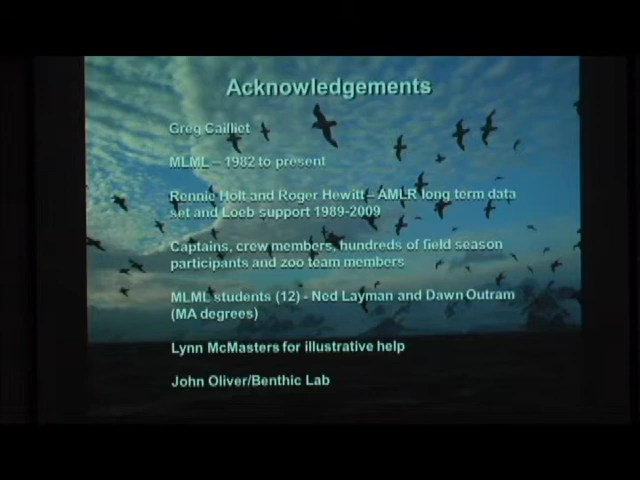 Acknowledgements
Greg Cailliet
MLML – 1982 to present
Rennie Holt and Roger Hewitt – AMLR long term data
set and Loeb support 1989-2009
Captains, crew members, hundreds of field season
participants and zoo team members
MLML students (12) - Ned Layman and Dawn Outram
(MA degrees)
Lynn McMasters for illustrative help
John Oliver/Benthic Lab